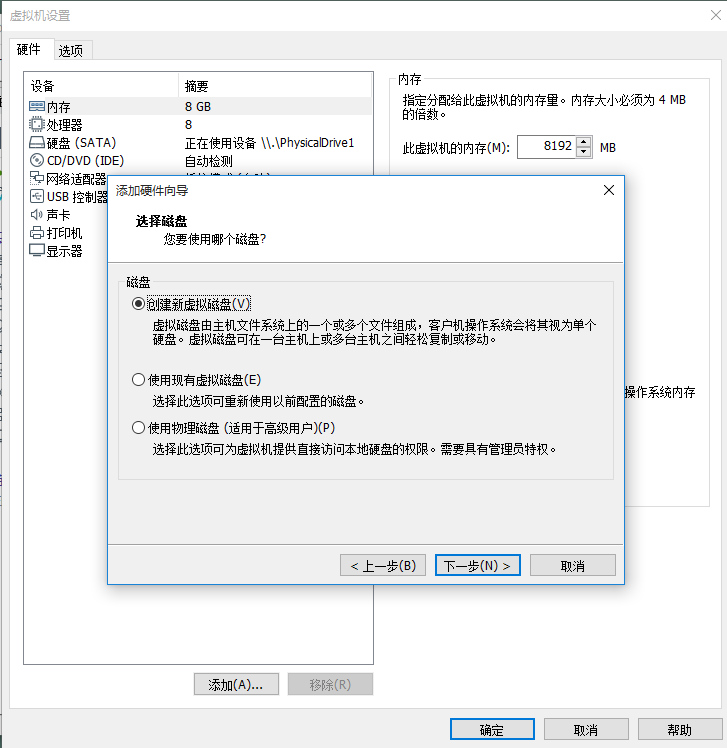 虚拟机设置
硬件 选项
设备 摘要
内存 8 GB
处理器 8
硬盘 (SATA) 正在使用设备 \\.\PhysicalDrive1
CD/DVD (IDE) 自动检测
网络适配器
USB 控制器
声卡
打印机
显示器
内存
指定分配给此虚拟机的内存量。内存大小必须为 4 MB
的倍数。
此虚拟机的内存(M): 8192 MB
操作系统内存
添加硬件向导
选择磁盘
您要使用哪个磁盘?
磁盘
创建新虚拟磁盘(V)
虚拟磁盘由主机文件系统上的一个或多个文件组成，客户机操作系统会将其视为单个
硬盘。虚拟磁盘可在一台主机上或多台主机之间轻松复制或移动。
使用现有虚拟磁盘(E)
选择此选项可重新使用以前配置的磁盘。
使用物理磁盘 (适用于高级用户)(P)
选择此选项可为虚拟机提供直接访问本地硬盘的权限。需要具有管理员特权。
< 上一步(B) 下一步(N) > 取消
添加(A)... 移除(R)
确定 取消 帮助